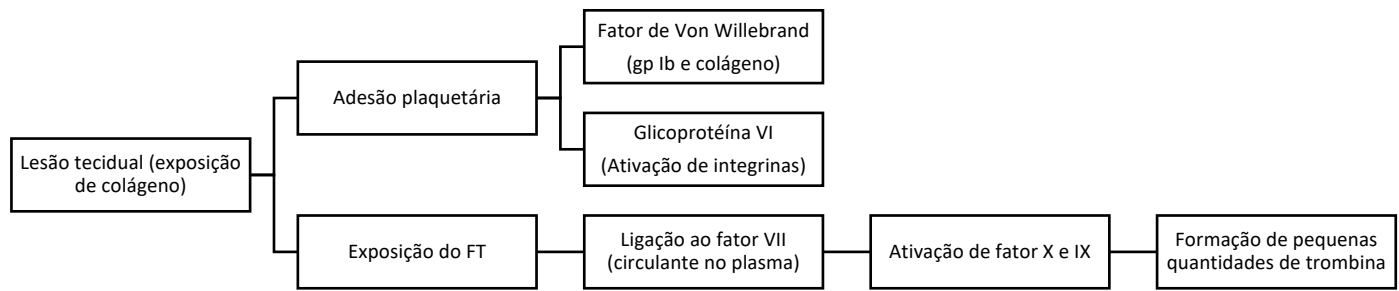 Fator de Von Willebrand
(gp Ib e colágeno)
Adesão plaquetária
Glicoprotéína VI
(Ativação de integrinas)
Lesão tecidual (exposição
de colágeno)
Exposição do FT
Ligação ao fator VII
(circulante no plasma)
Ativação de fator X e IX
Formação de pequenas
quantidades de trombina